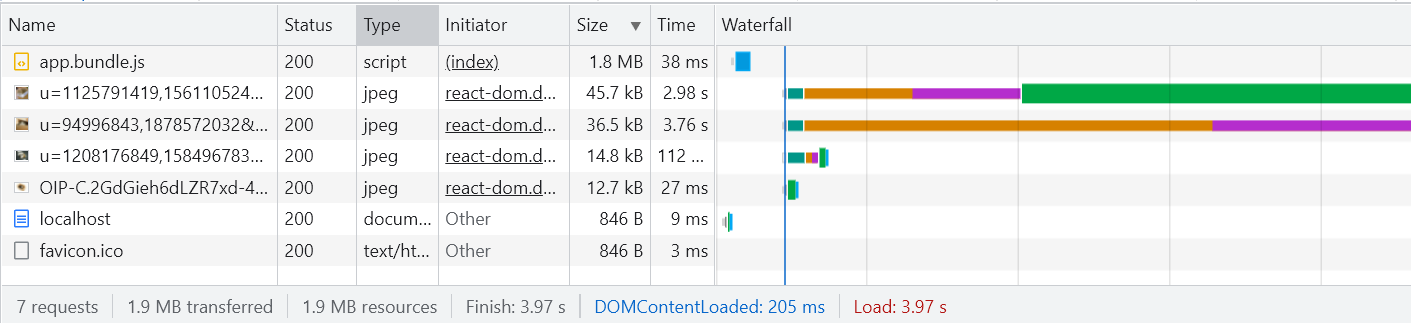 Name Status Type Initiator Size ▼ Time Waterfall
app.bundle.js 200 script (index) 1.8 MB 38 ms
u=1125791419,156110524... 200 jpeg react-dom.d... 45.7 kB 2.98 s
u=94996843,1878572032&... 200 jpeg react-dom.d... 36.5 kB 3.76 s
u=1208176849,158496783... 200 jpeg react-dom.d... 14.8 kB 112 ...
OIP-C.2GdGieh6dLZR7xd-4... 200 jpeg react-dom.d... 12.7 kB 27 ms
localhost 200 docum... Other 846 B 9 ms
favicon.ico 200 text/ht... Other 846 B 3 ms
7 requests 1.9 MB transferred 1.9 MB resources Finish: 3.97 s DOMContentLoaded: 205 ms Load: 3.97 s